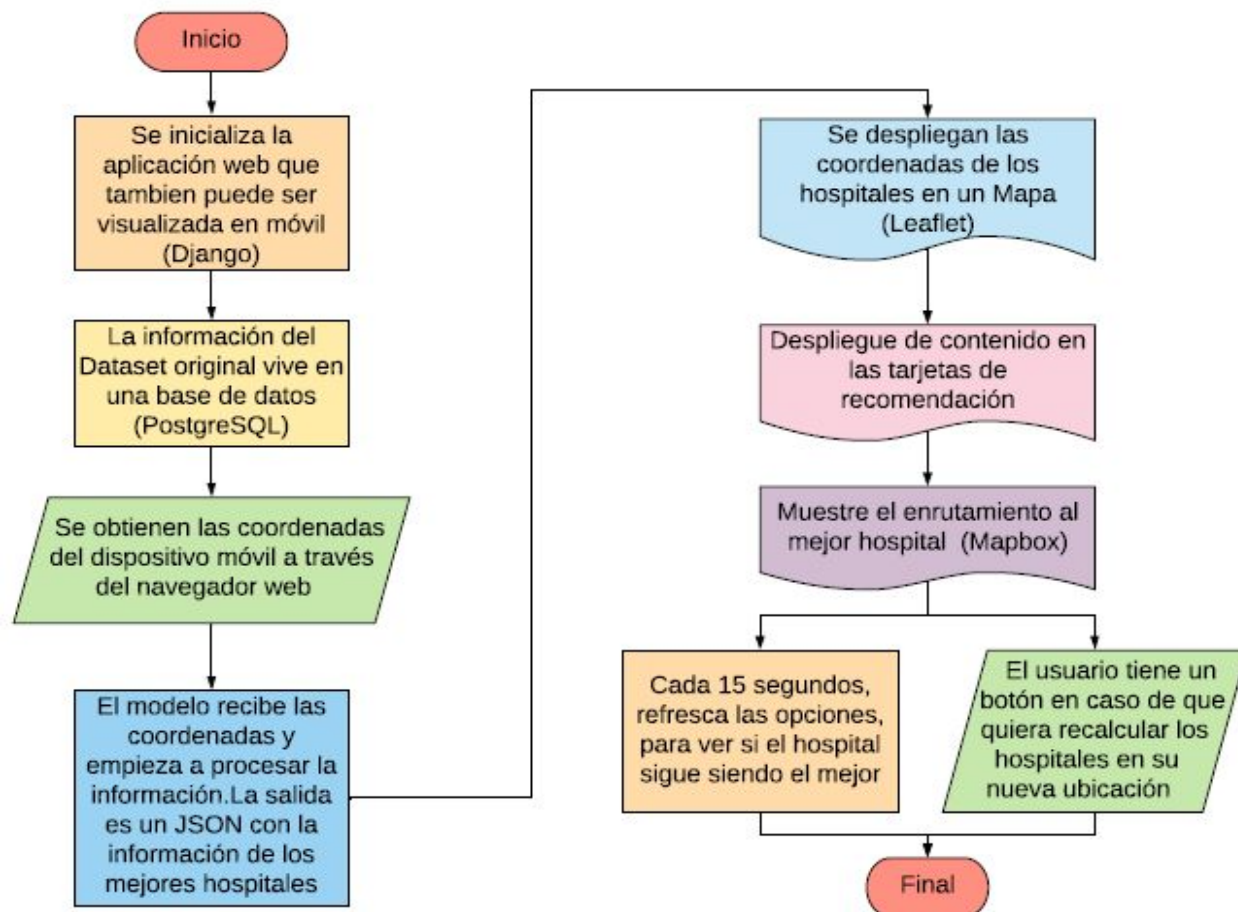 Inicio
Se inicializa la
aplicación web que
tambien puede ser
visualizada en móvil
(Django)
La información del
Dataset original vive en
una base de datos
(PostgreSQL)
Se obtienen las coordenadas
del dispositivo móvil a través
del navegador web
El modelo recibe las
coordenadas y
empieza a procesar la
información.La salida
es un JSON con la
información de los
mejores hospitales
Se despliegan las
coordenadas de los
hospitales en un Mapa
(Leaflet)
Despliegue de contenido en
las tarjetas de
recomendación
Muestre el enrutamiento al
mejor hospital (Mapbox)
Cada 15 segundos,
refresca las opciones,
para ver si el hospital
sigue siendo el mejor
El usuario tiene un
botón en caso de que
quiera recalcular los
hospitales en su
nueva ubicación
Final